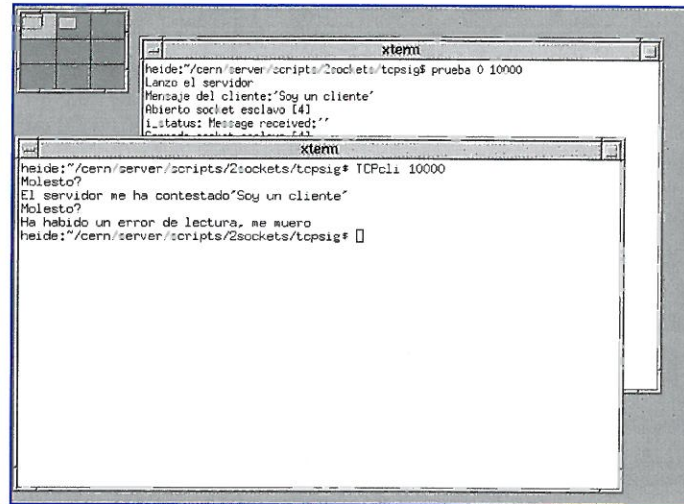 xterm
heide:~/cern/server/scripts/2sockets/tcpsig$ prueba 0 10000
Lanzo el servidor
Mensaje del cliente:'Soy un cliente'
Abierto socket esclavo [4]
i_status: Message received:''
socket esclavo [4]
xterm
heide:~/cern/server/scripts/2sockets/tcpsig$ TCPcli 10000
Molesto?
El servidor me ha contestado'Soy un cliente'
Molesto?
Ha habido un error de lectura, me muero
heide:~/cern/server/scripts/2sockets/tcpsig$